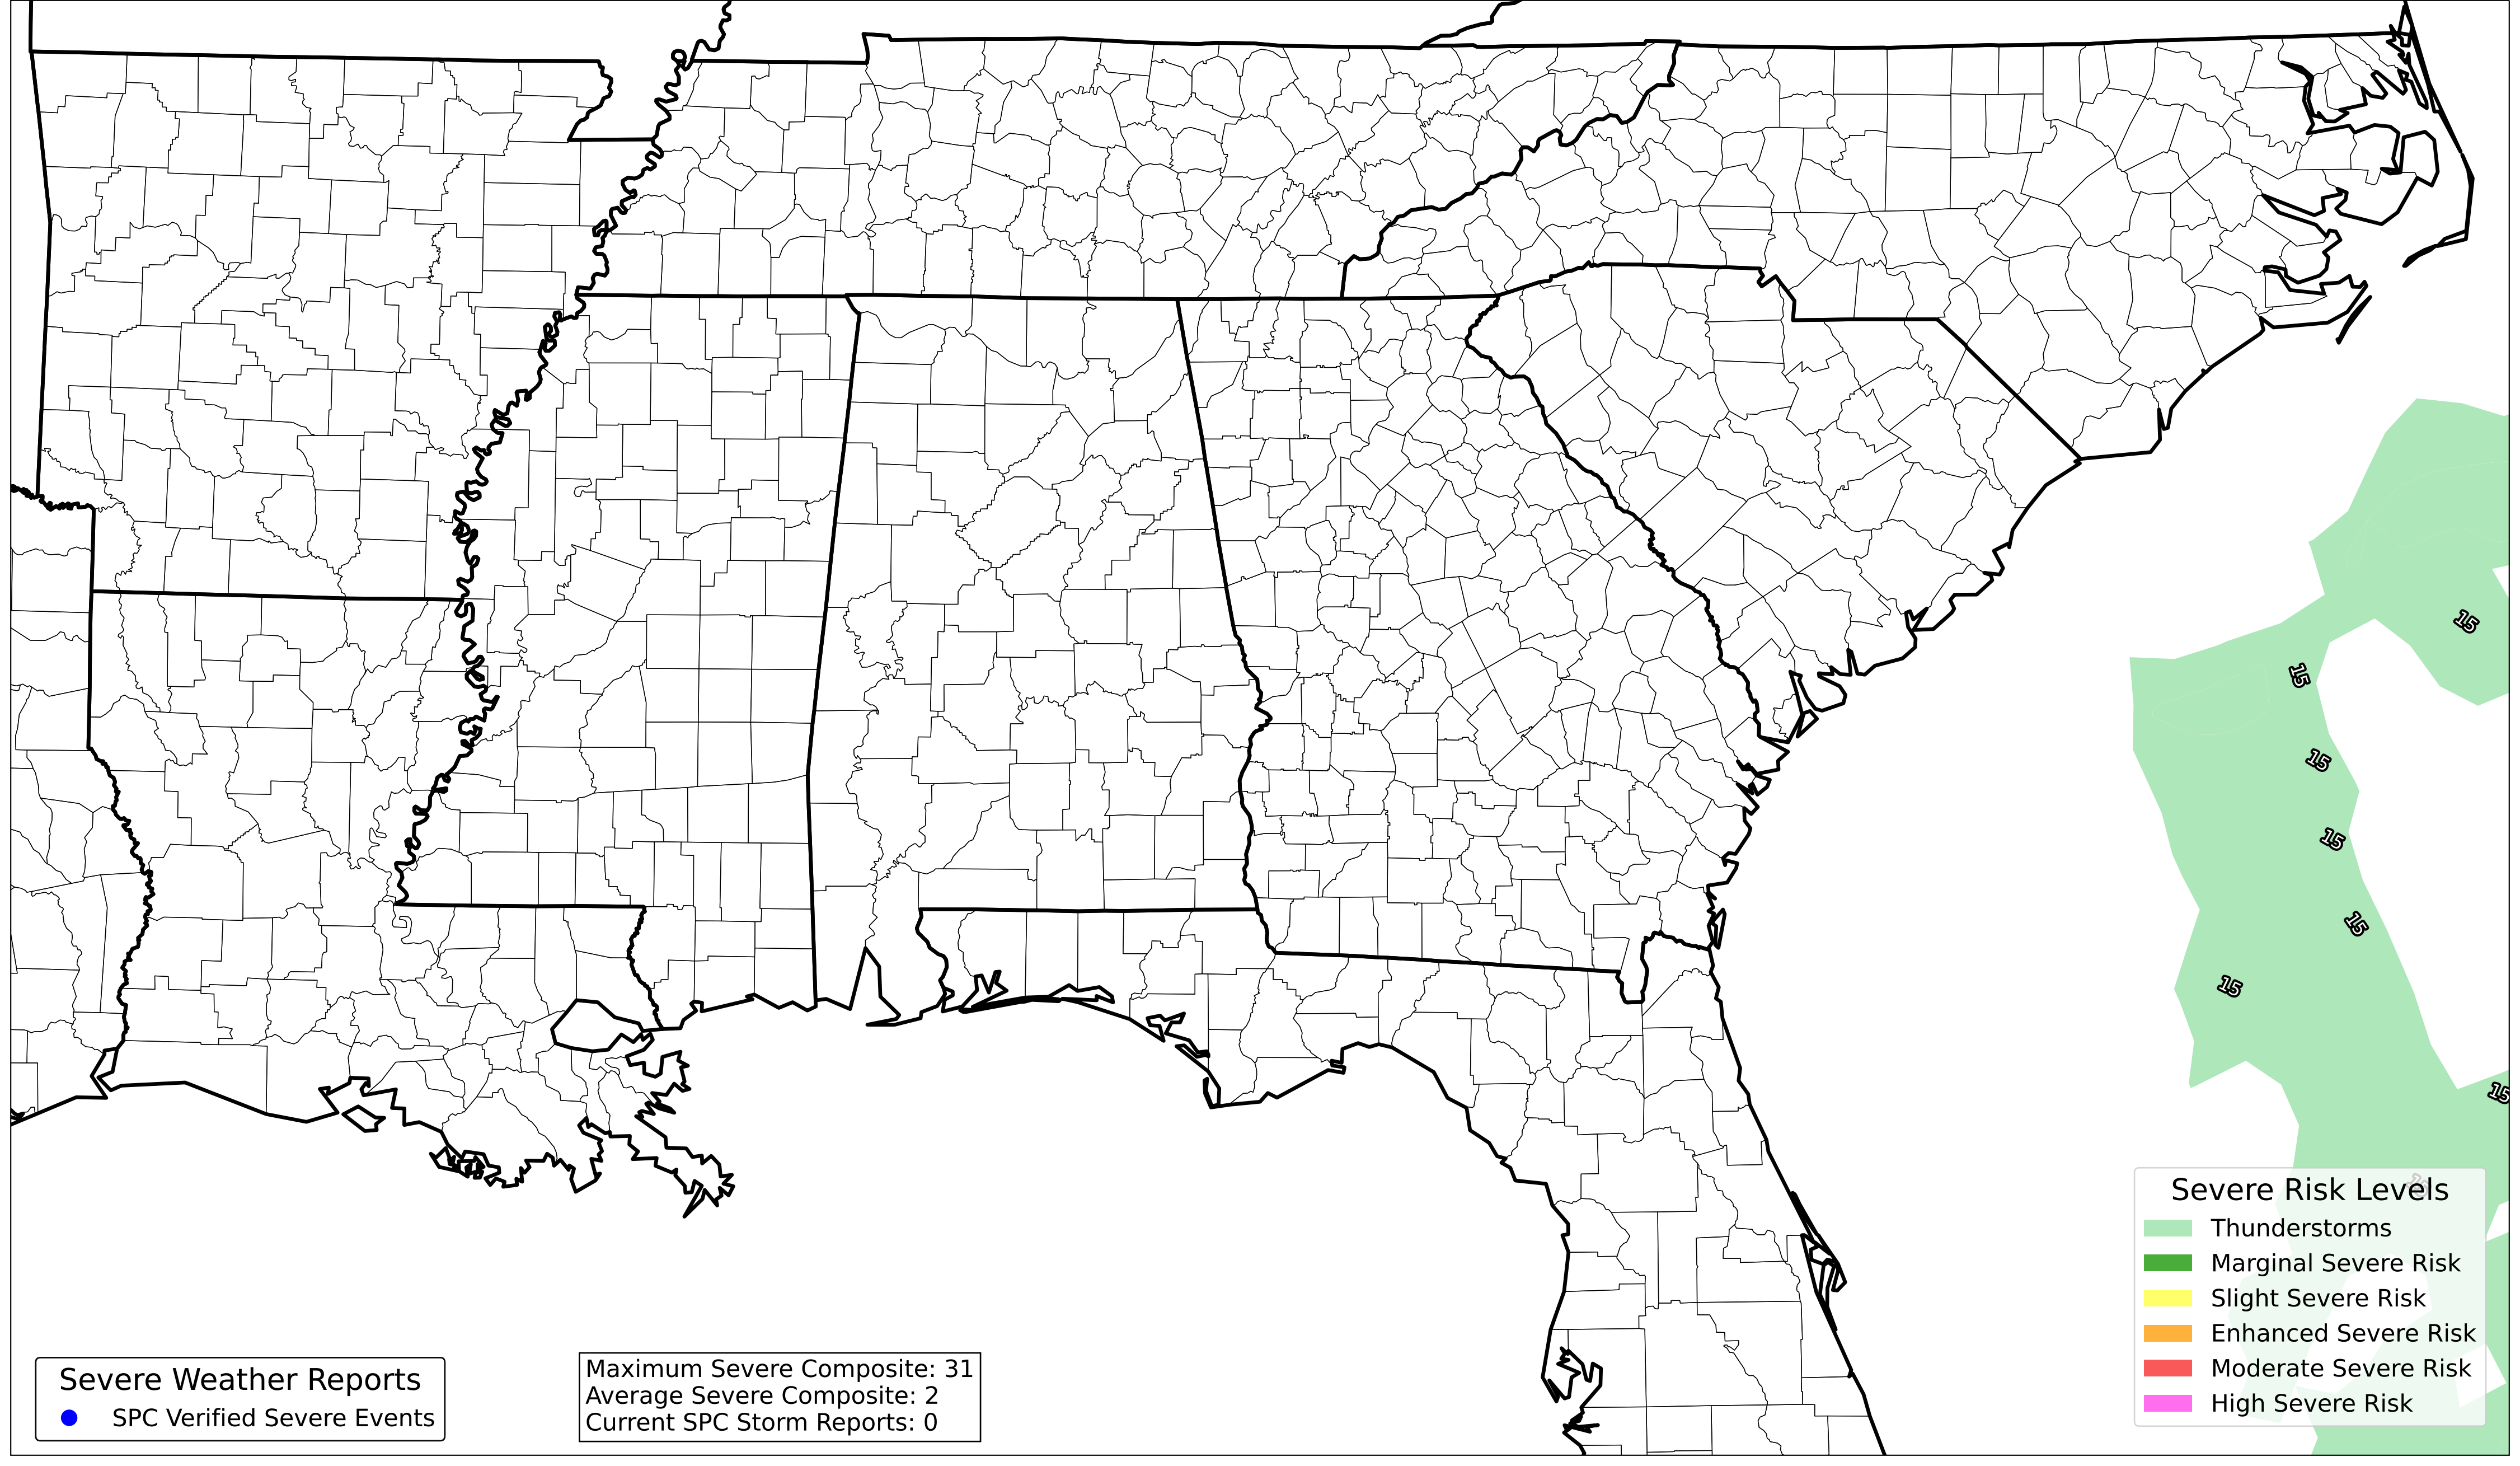 15
15
15
15
15
15
15
15
Severe Risk Levels
Thunderstorms
Marginal Severe Risk
Slight Severe Risk
Enhanced Severe Risk
Moderate Severe Risk
High Severe Risk
Severe Weather Reports
SPC Verified Severe Events
Maximum Severe Composite: 31
Average Severe Composite: 2
Current SPC Storm Reports: 0